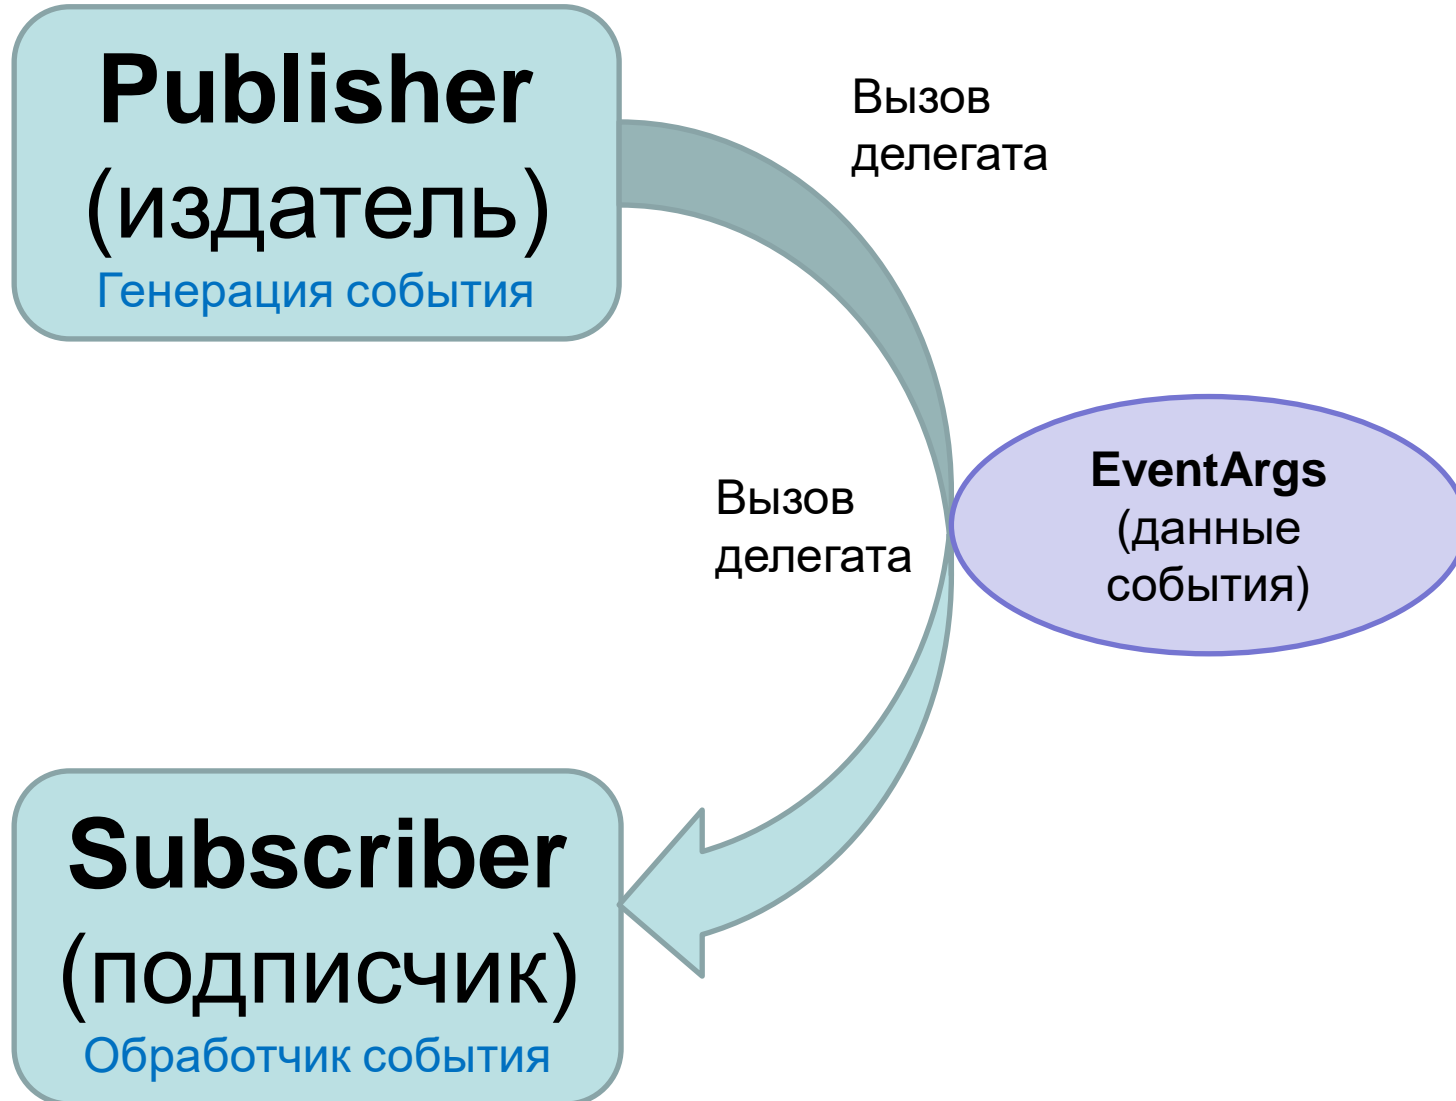 Publisher
(издатель)
Генерация события
Вызов
делегата
EventArgs
(данные
события)
Вызов
делегата
Subscriber
(подписчик)
Обработчик события